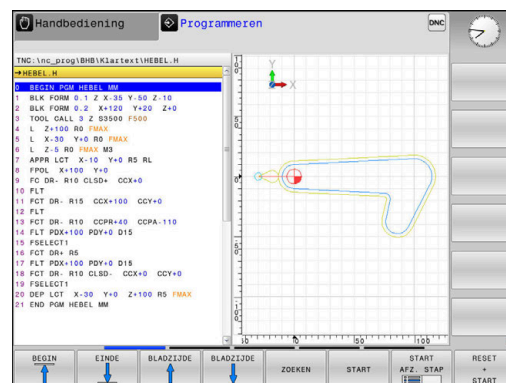 Handbediening
Programmeren
DNC
TNC:\nc_prog\BHB\Klartext\HEBEL.H
→HEBEL.H
0 BEGIN PGM HEBEL MM
1 BLK FORM 0.1 Z X-35 Y-50 Z-10
2 BLK FORM 0.2 X+120 Y+20 Z+0
3 TOOL CALL 3 Z S3500 F500
4 L Z+100 R0 FMAX
5 L X-30 Y+0 R0 FMAX
6 L Z-5 R0 FMAX M3
7 APPR LCT X-10 Y+0 R5 RL
8 FPOL X+100 Y+0
9 FC DR- R10 CLSD+ CCX+0
10 FLT
11 FCT DR- R15 CCX+100 CCY+0
12 FLT
13 FCT DR- R10 CCPR+40 CCPA-110
14 FLT PDX+100 PDY+0 D15
15 FSELECT1
16 FCT DR+ R5
17 FLT PDX+100 PDY+0 D15
18 FCT DR- R10 CLSD- CCX+0 CCY+0
19 FSELECT1
20 DEP LCT X-30 Y+0 Z+100 R5 FMAX
21 END PGM HEBEL MM
Y
X
100
50
0
-50
-100
50
100
BEGIN
EINDE
BLADZIJDE
BLADZIJDE
ZOEKEN
START
START
AFZ. STAP
RESET
+
START